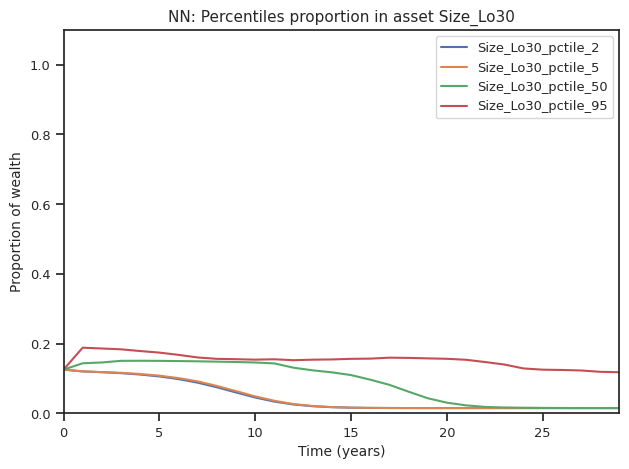 NN: Percentiles proportion in asset Size_Lo30
Size_Lo30_pctile_2
Size_Lo30_pctile_5
Size_Lo30_pctile_50
Size_Lo30_pctile_95
Proportion of wealth
1.0
0.8
0.6
0.4
0.2
0.0
0 5 10 15 20 25
Time (years)